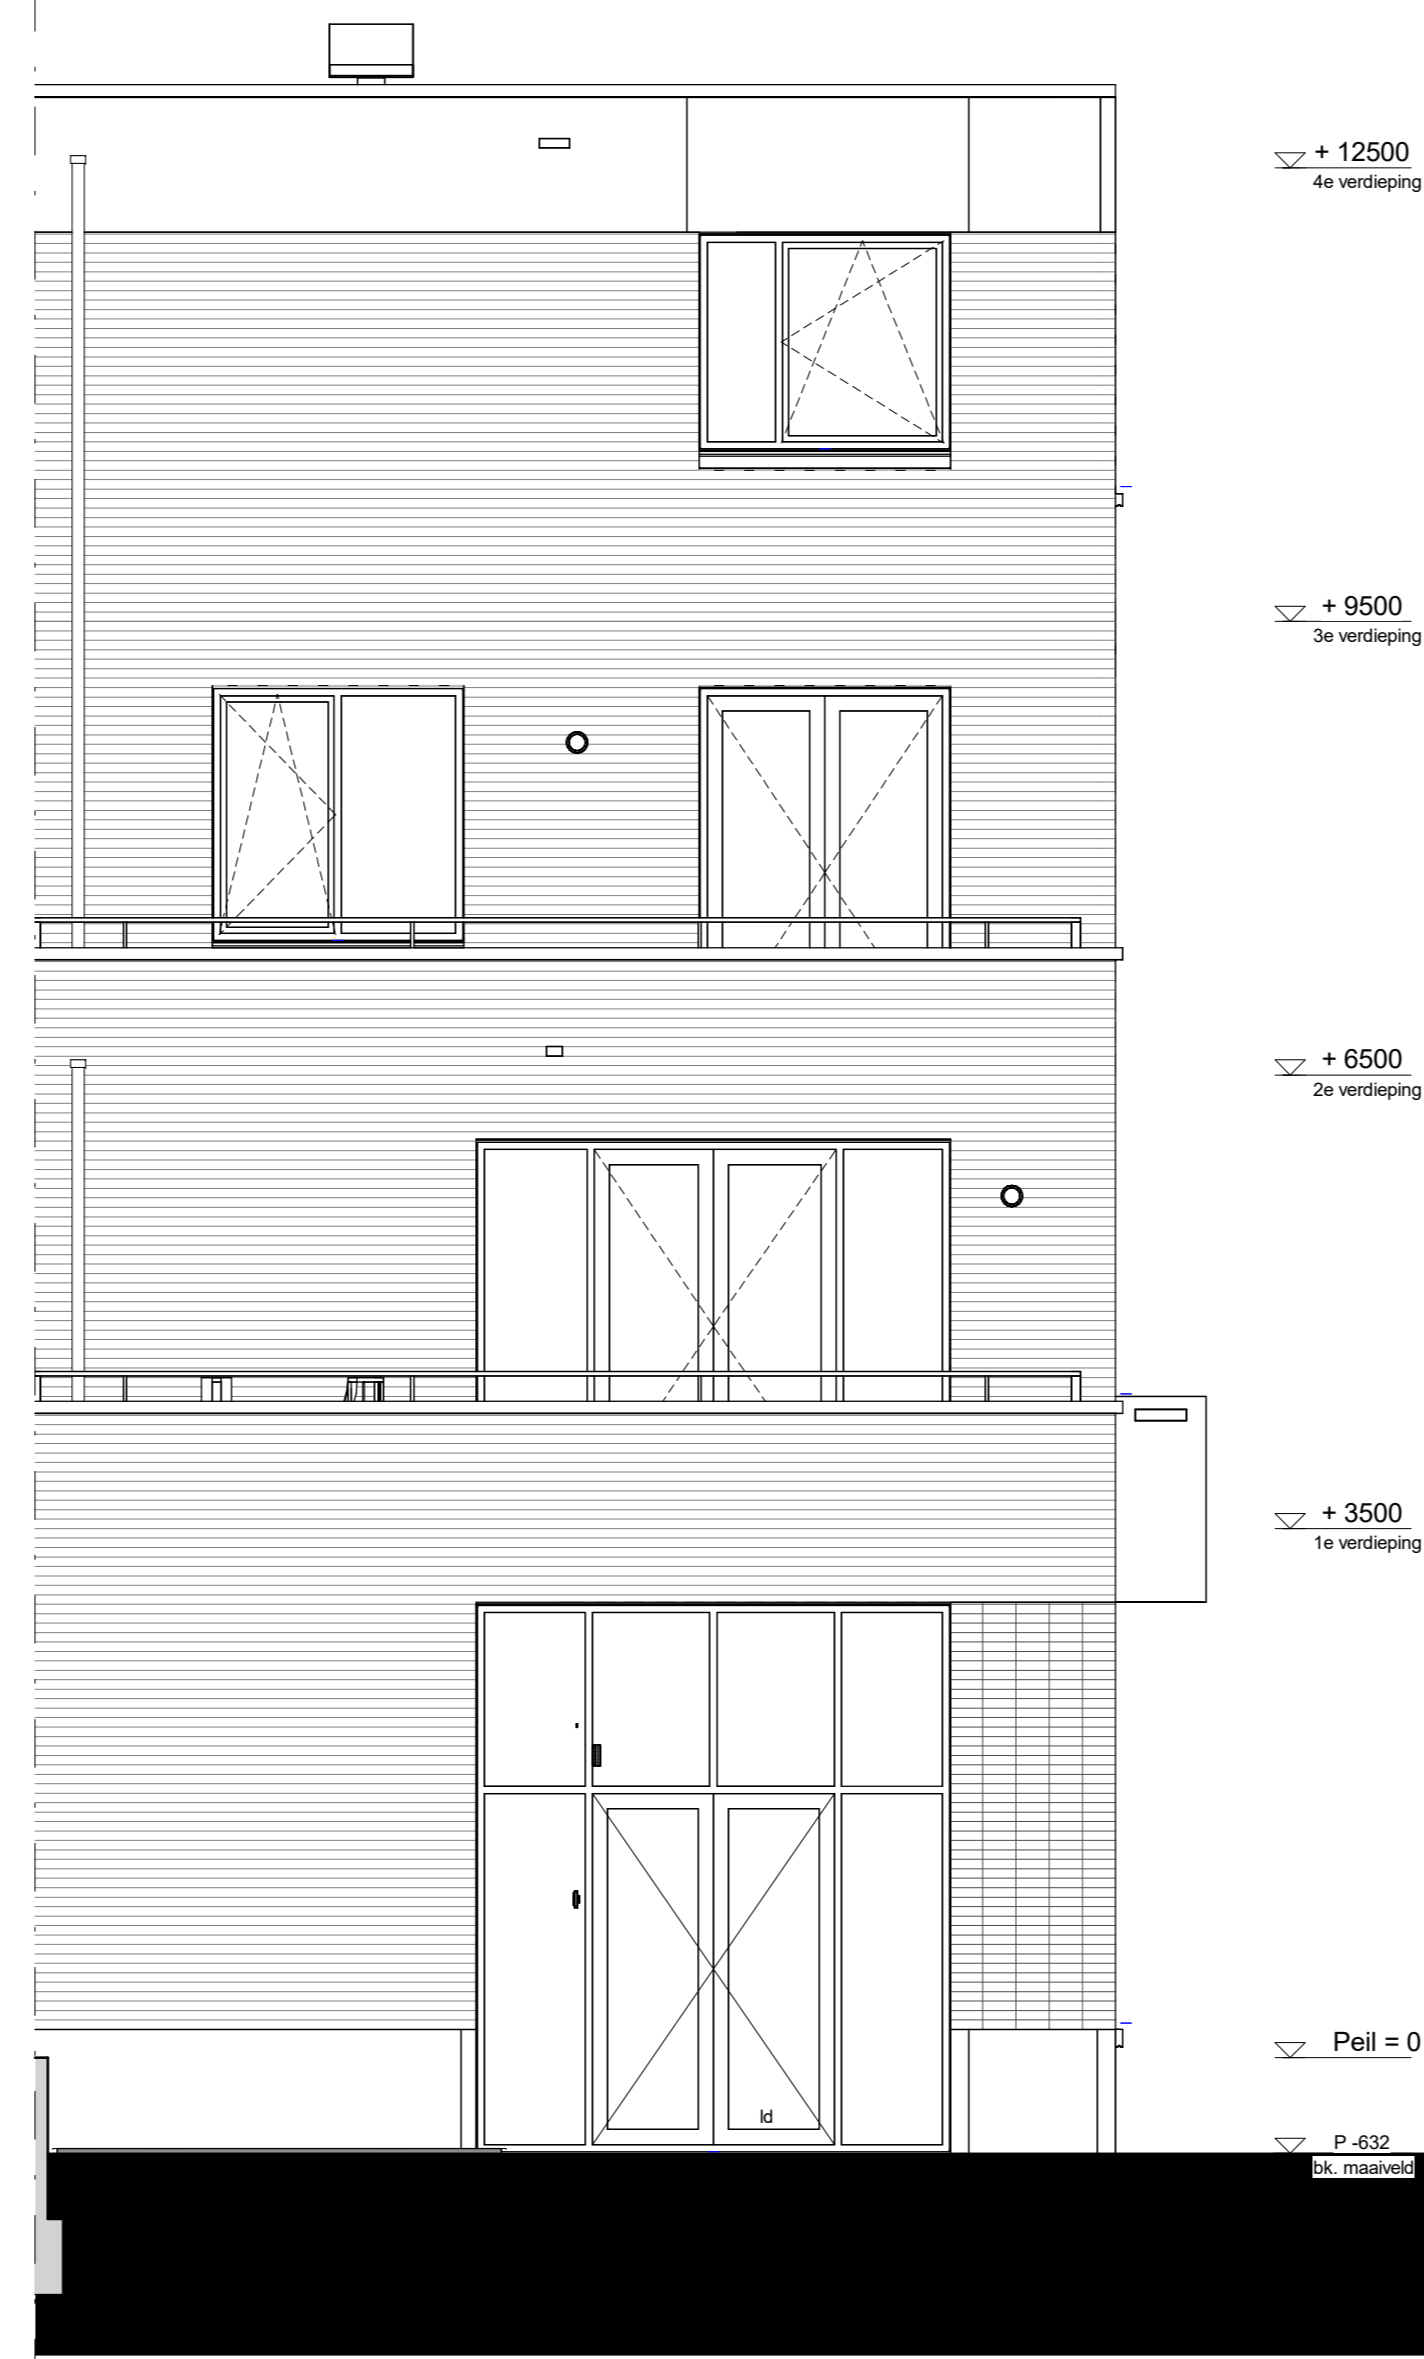 + 12500
4e verdieping
+ 9500
3e verdieping
+ 6500
2e verdieping
+ 3500
1e verdieping
Peil = 0
ld
P -632
bk. maaiveld